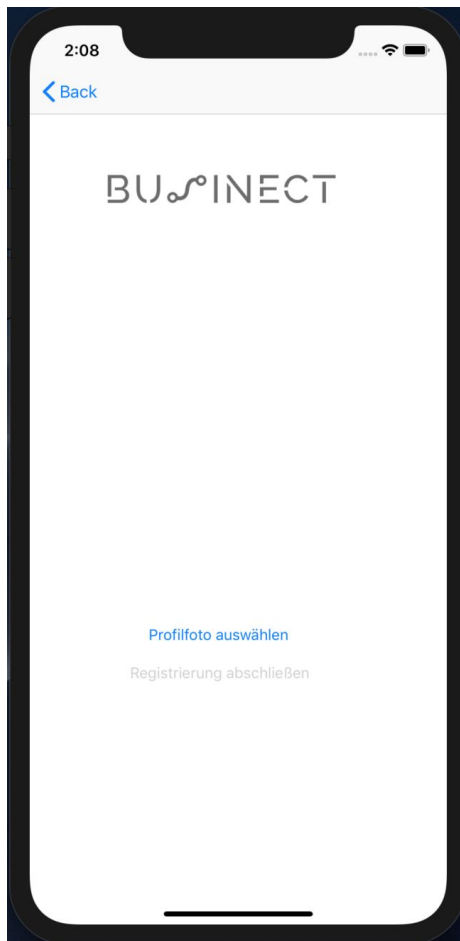 2:08
Back
BUSINECT
Profilfoto auswählen
Registrierung abschließen